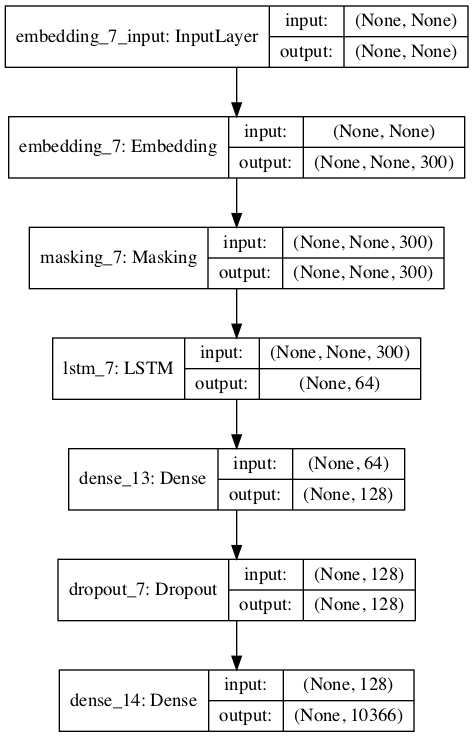 embedding_7_input: InputLayer
input: (None, None)
output: (None, None)
embedding_7: Embedding
input: (None, None)
output: (None, None, 300)
masking_7: Masking
input: (None, None, 300)
output: (None, None, 300)
lstm_7: LSTM
input: (None, None, 300)
output: (None, 64)
dense_13: Dense
input: (None, 64)
output: (None, 128)
dropout_7: Dropout
input: (None, 128)
output: (None, 128)
dense_14: Dense
input: (None, 128)
output: (None, 10366)